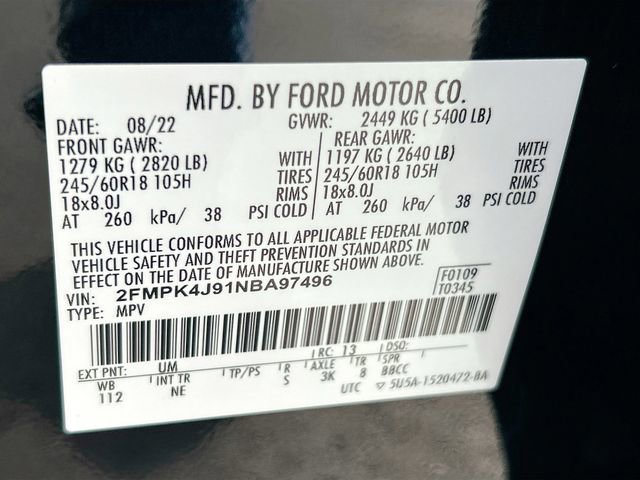 MFD. BY FORD MOTOR CO.
DATE: 08/22 GVWR: 2449 KG ( 5400 LB)
FRONT GAWR: REAR GAWR:
1279 KG ( 2820 LB) WITH 1197 KG ( 2640 LB) WITH
245/60R18 105H TIRES 245/60R18 105H TIRES
18x8.0J RIMS 18x8.0J RIMS
AT 260 kPa/ 38 PSI COLD AT 260 kPa/ 38 PSI COLD
THIS VEHICLE CONFORMS TO ALL APPLICABLE FEDERAL MOTOR
VEHICLE SAFETY AND THEFT PREVENTION STANDARDS IN
EFFECT ON THE DATE OF MANUFACTURE SHOWN ABOVE.
VIN: 2FMPK4J91NBA97496 F0109
TYPE: MPV T0345
EXT PNT: UM RC: 13 DSO:
WB INT TR TP/PS R AXLE TR SPR
112 NE S 3K 8 BBCC
UTC ▽ 5U5A-1520472-BA